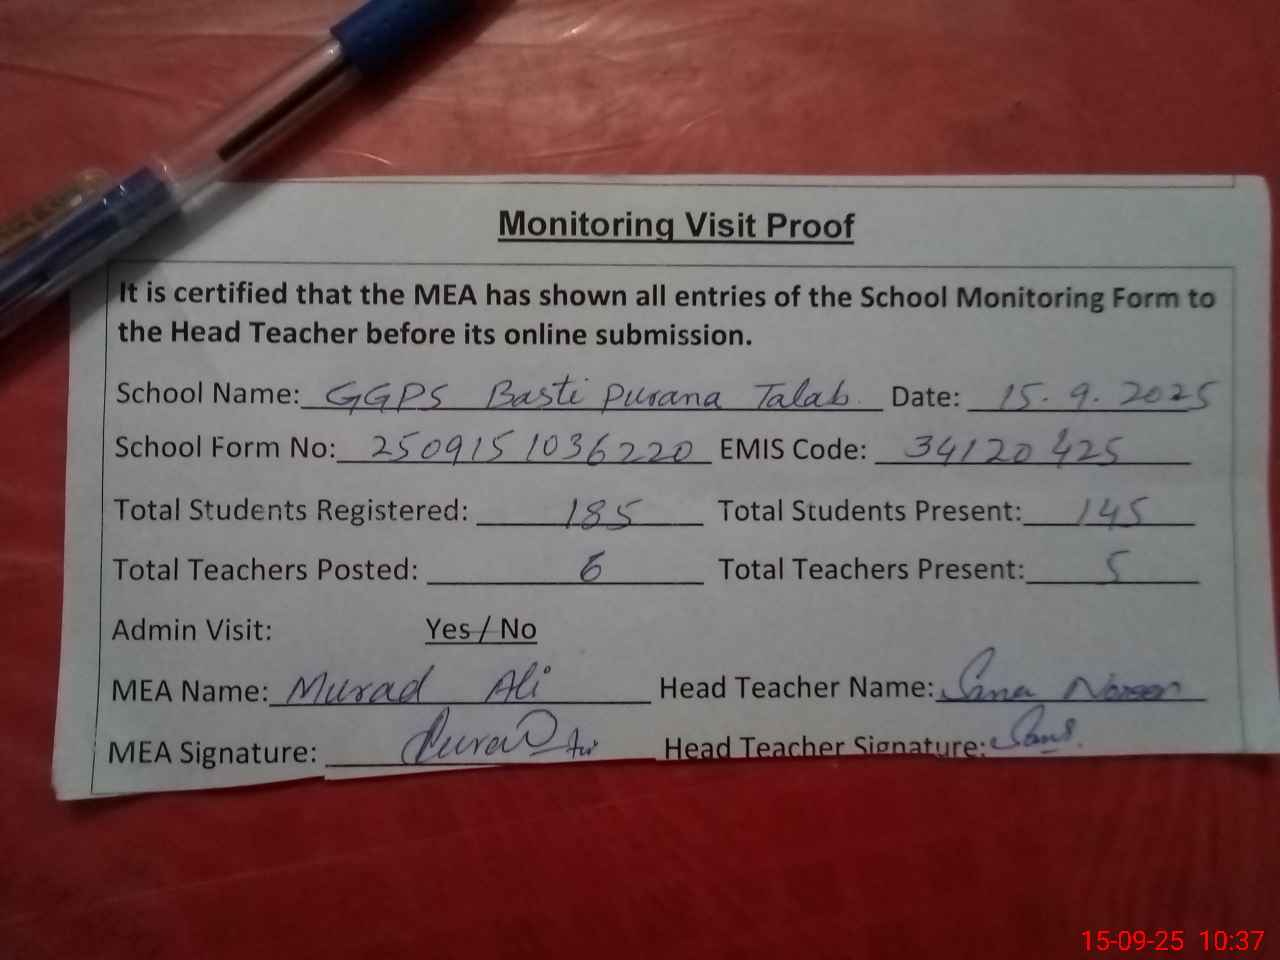 Monitoring Visit Proof
It is certified that the MEA has shown all entries of the School Monitoring Form to
the Head Teacher before its online submission.
School Name: GGPS Basti Purana Talab. Date: 15.9.2025
School Form No: 2509151036220 EMIS Code: 34120425
Total Students Registered: 185 Total Students Present: 145
Total Teachers Posted: 6 Total Teachers Present: 5
Admin Visit: Yes / No
MEA Name: Murad Ali Head Teacher Name: Sana
MEA Signature: Head Teacher Signature:
15-09-25 10:37